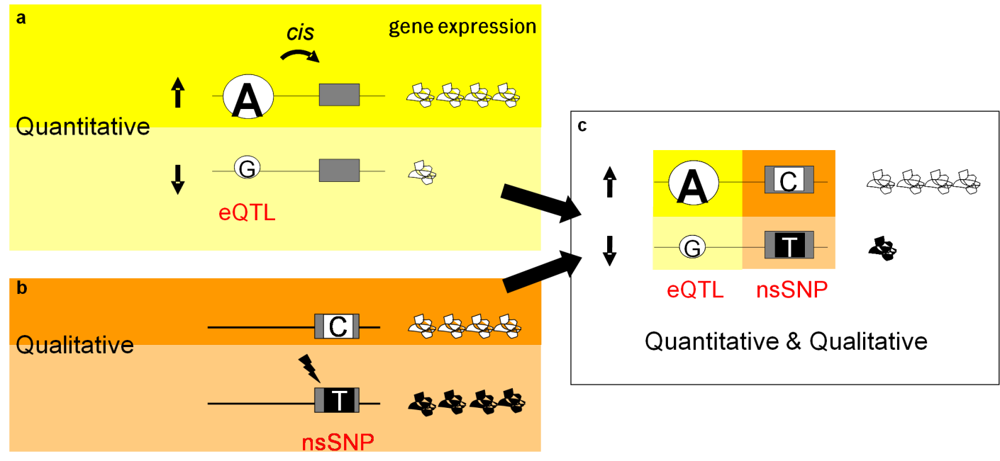 a
cis
gene expression
A
Quantitative
G
eQTL
b
C
Qualitative
T
nsSNP
c
A C
G T
eQTL nsSNP
Quantitative & Qualitative